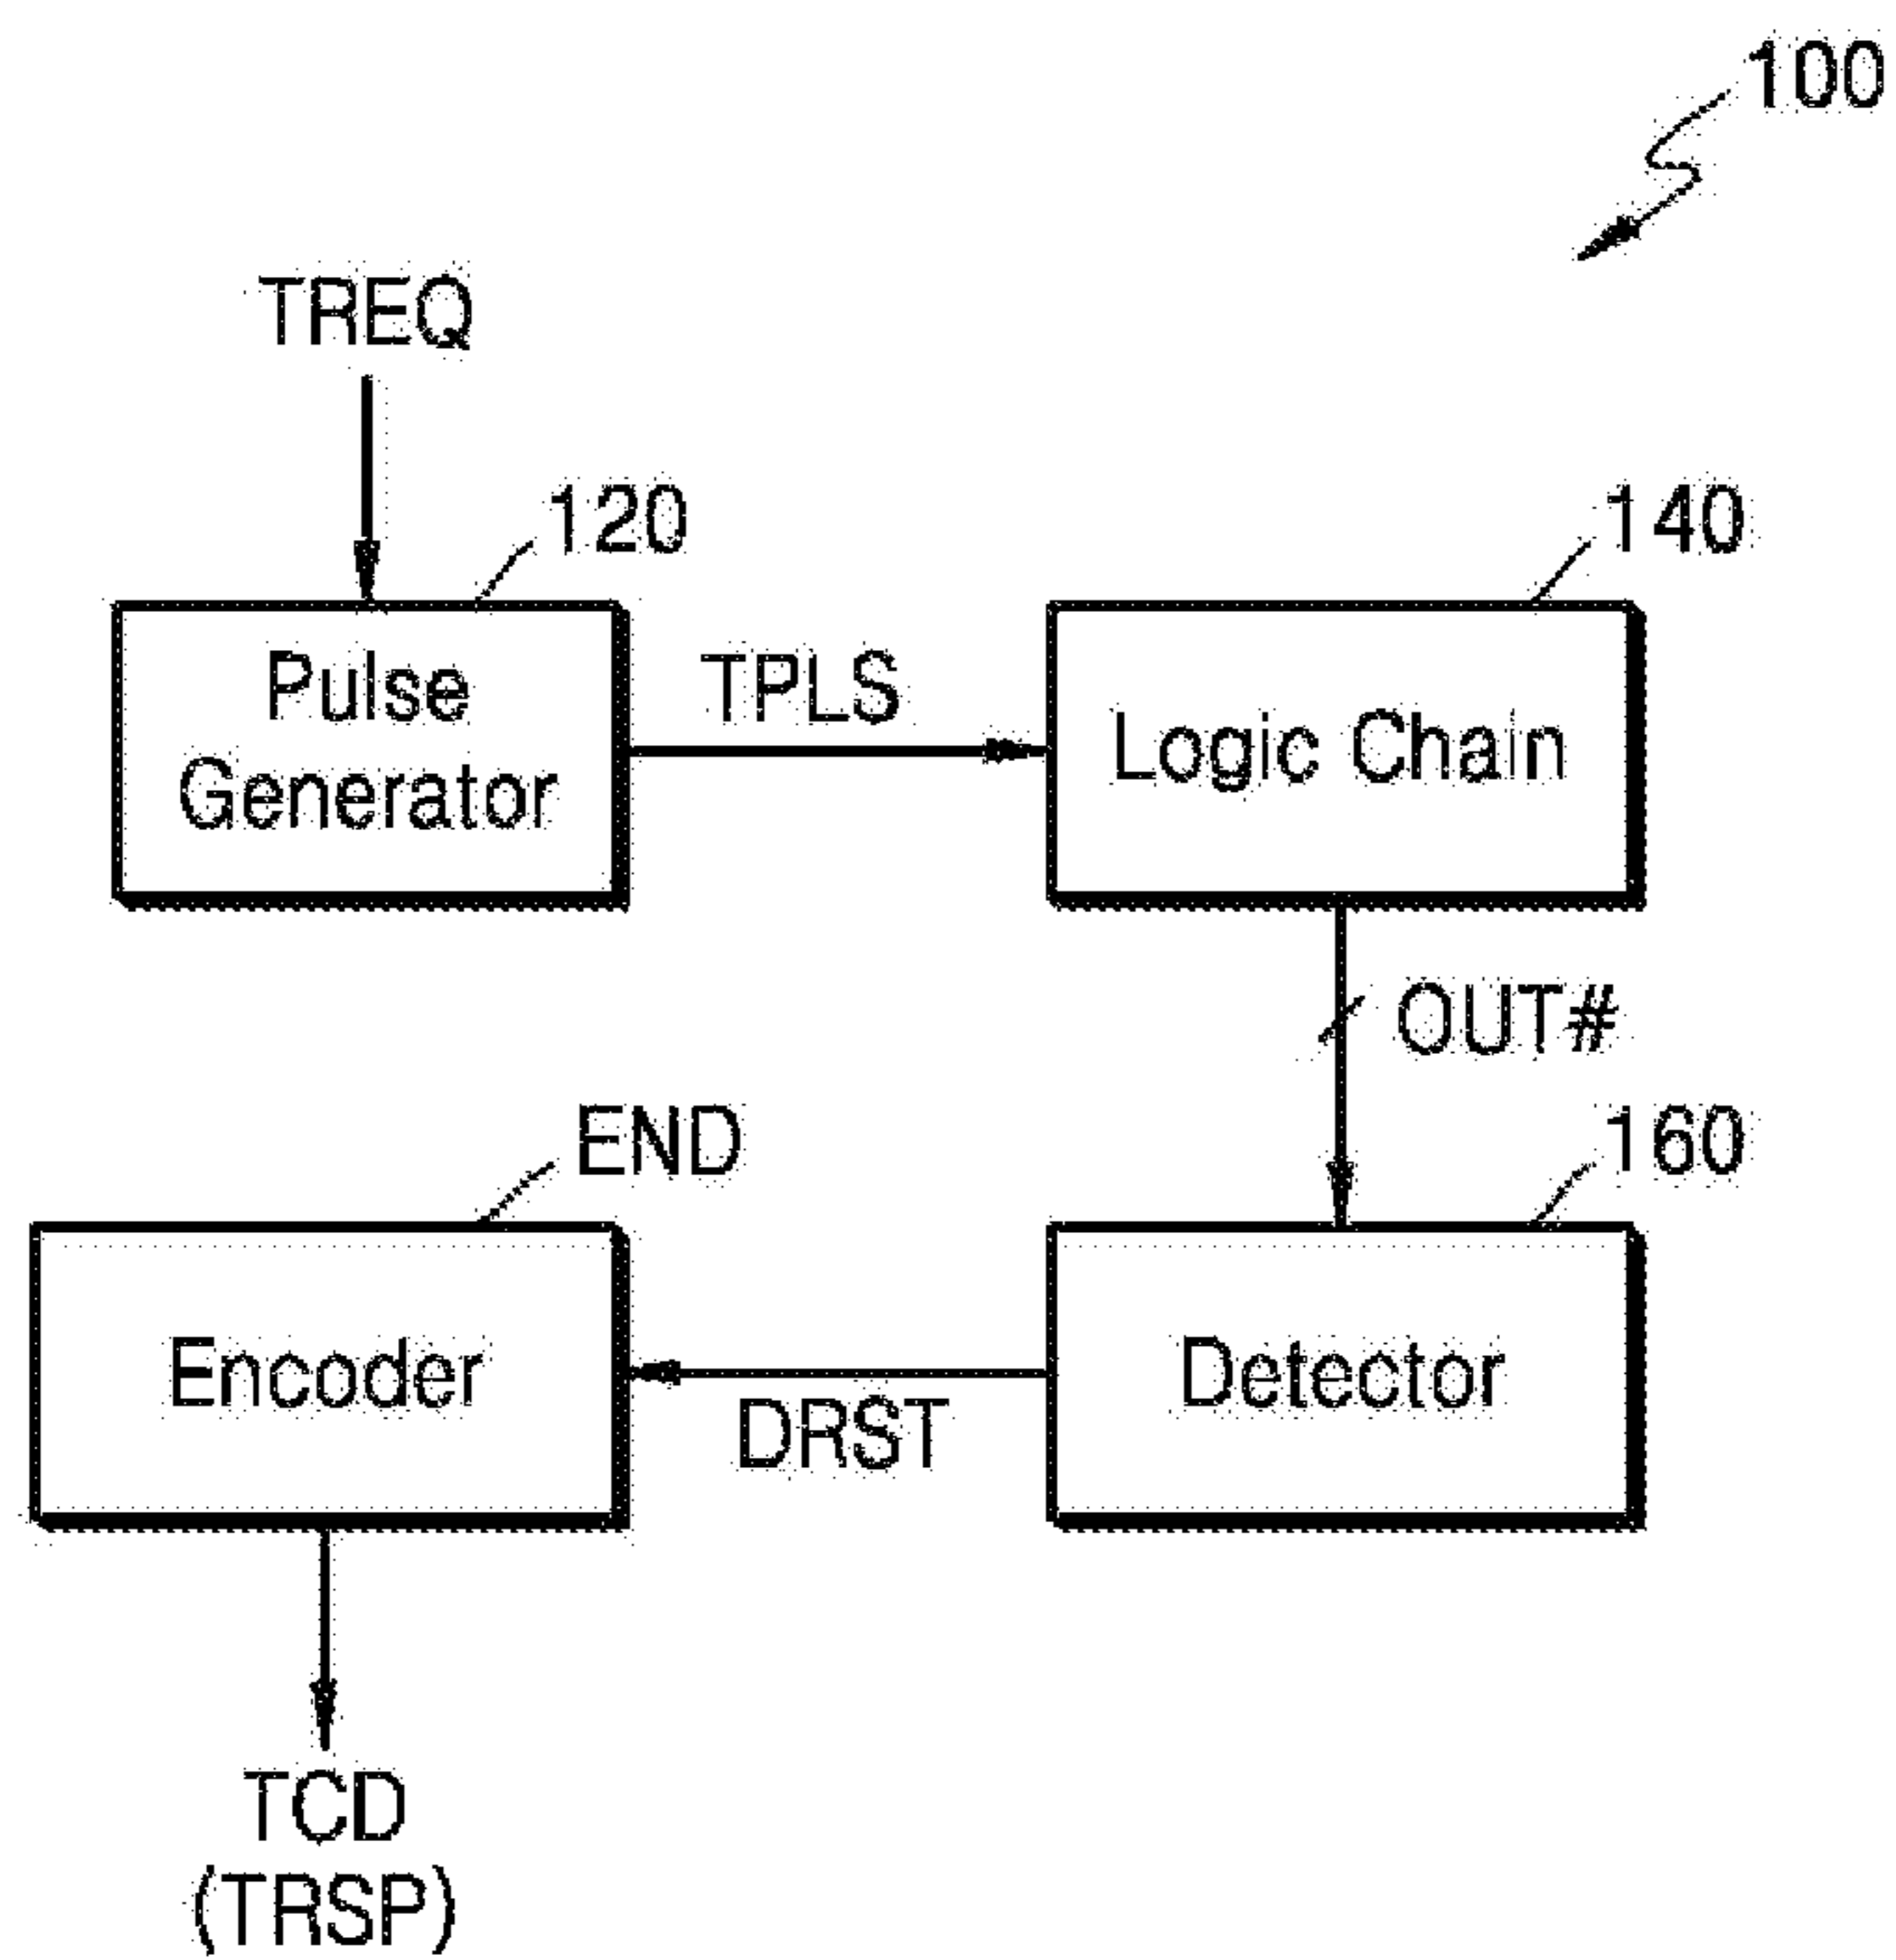 100
TREQ
120
140
Pulse
Generator
TPLS
Logic Chain
OUT#
END
160
Encoder
DRST
Detector
TCD
(TRSP)